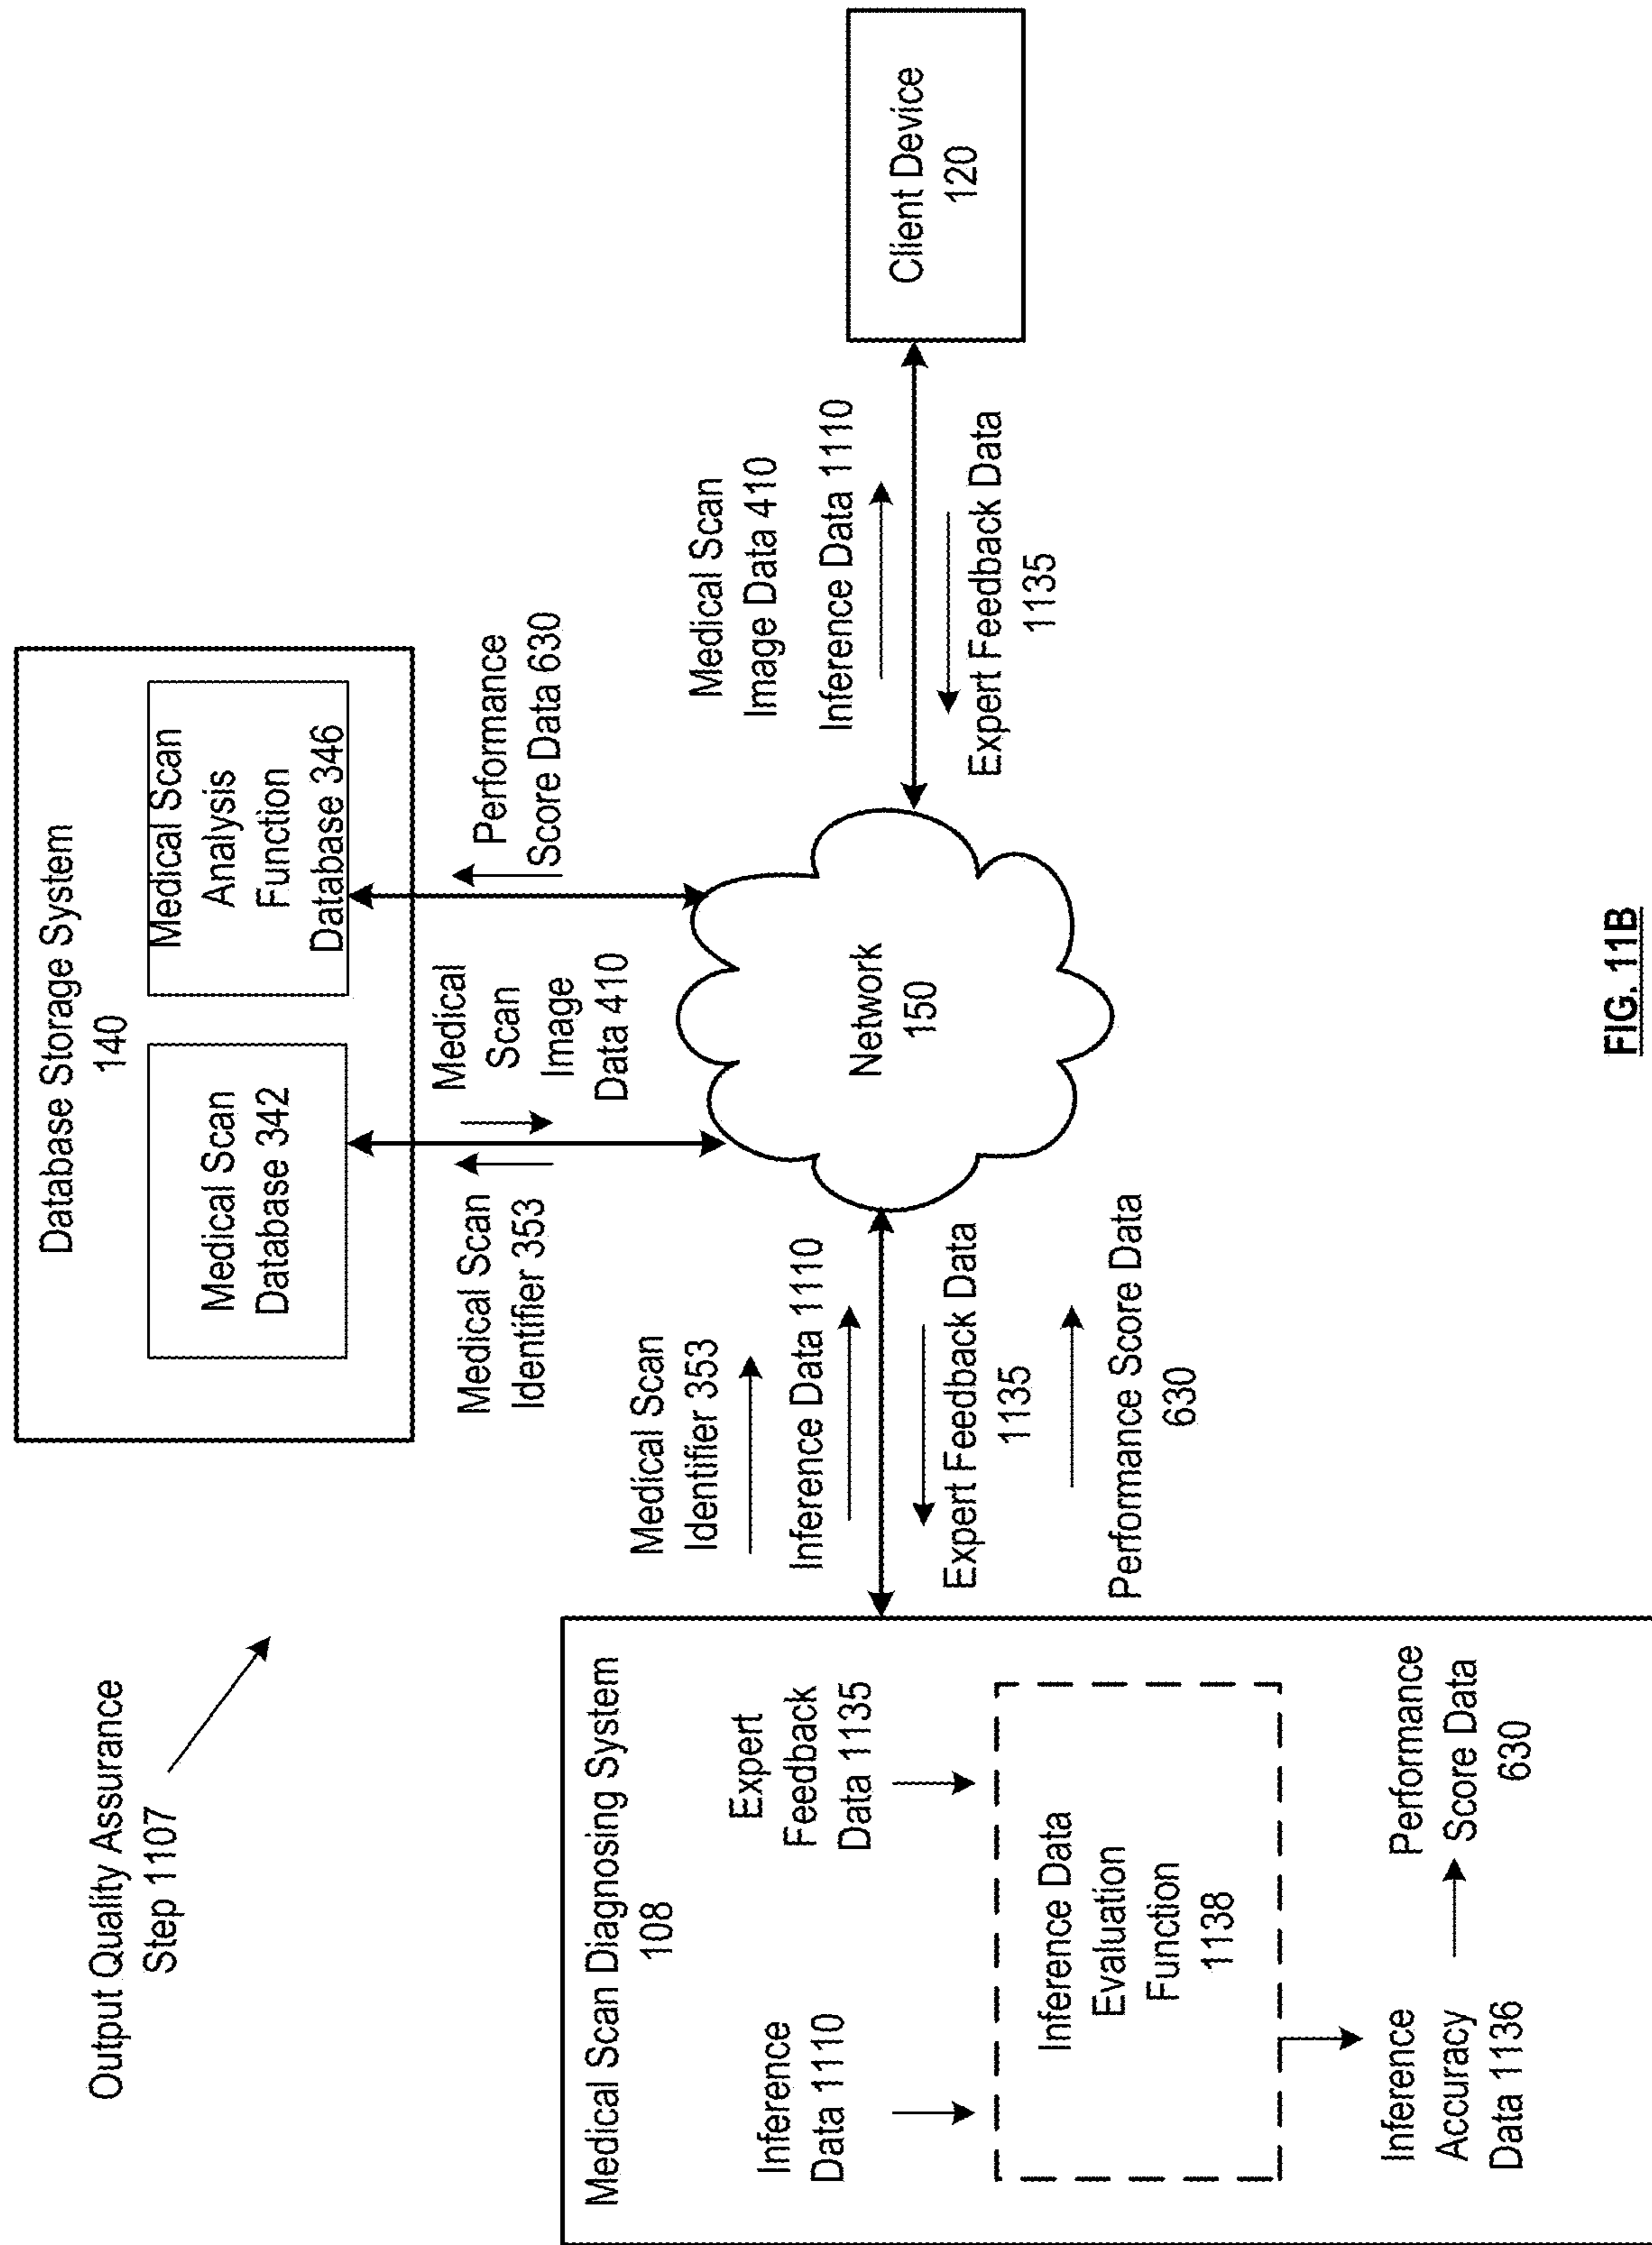 Output Quality Assurance
Step 1107
Database Storage System
140
Medical Scan
Database 342
Medical Scan
Analysis
Function
Database 346
Medical Scan
Identifier 353
Medical
Scan
Image
Data 410
Performance
Score Data 630
Medical Scan Diagnosing System
108
Inference
Data 1110
Expert
Feedback
Data 1135
Inference Data
Evaluation
Function
1138
Inference
Accuracy
Data 1136
Performance
Score Data
630
Medical Scan
Identifier 353
Inference Data 1110
Expert Feedback Data
1135
Performance Score Data
630
Network
150
Medical Scan
Image Data 410
Inference Data 1110
Expert Feedback Data
1135
Client Device
120
FIG. 11B